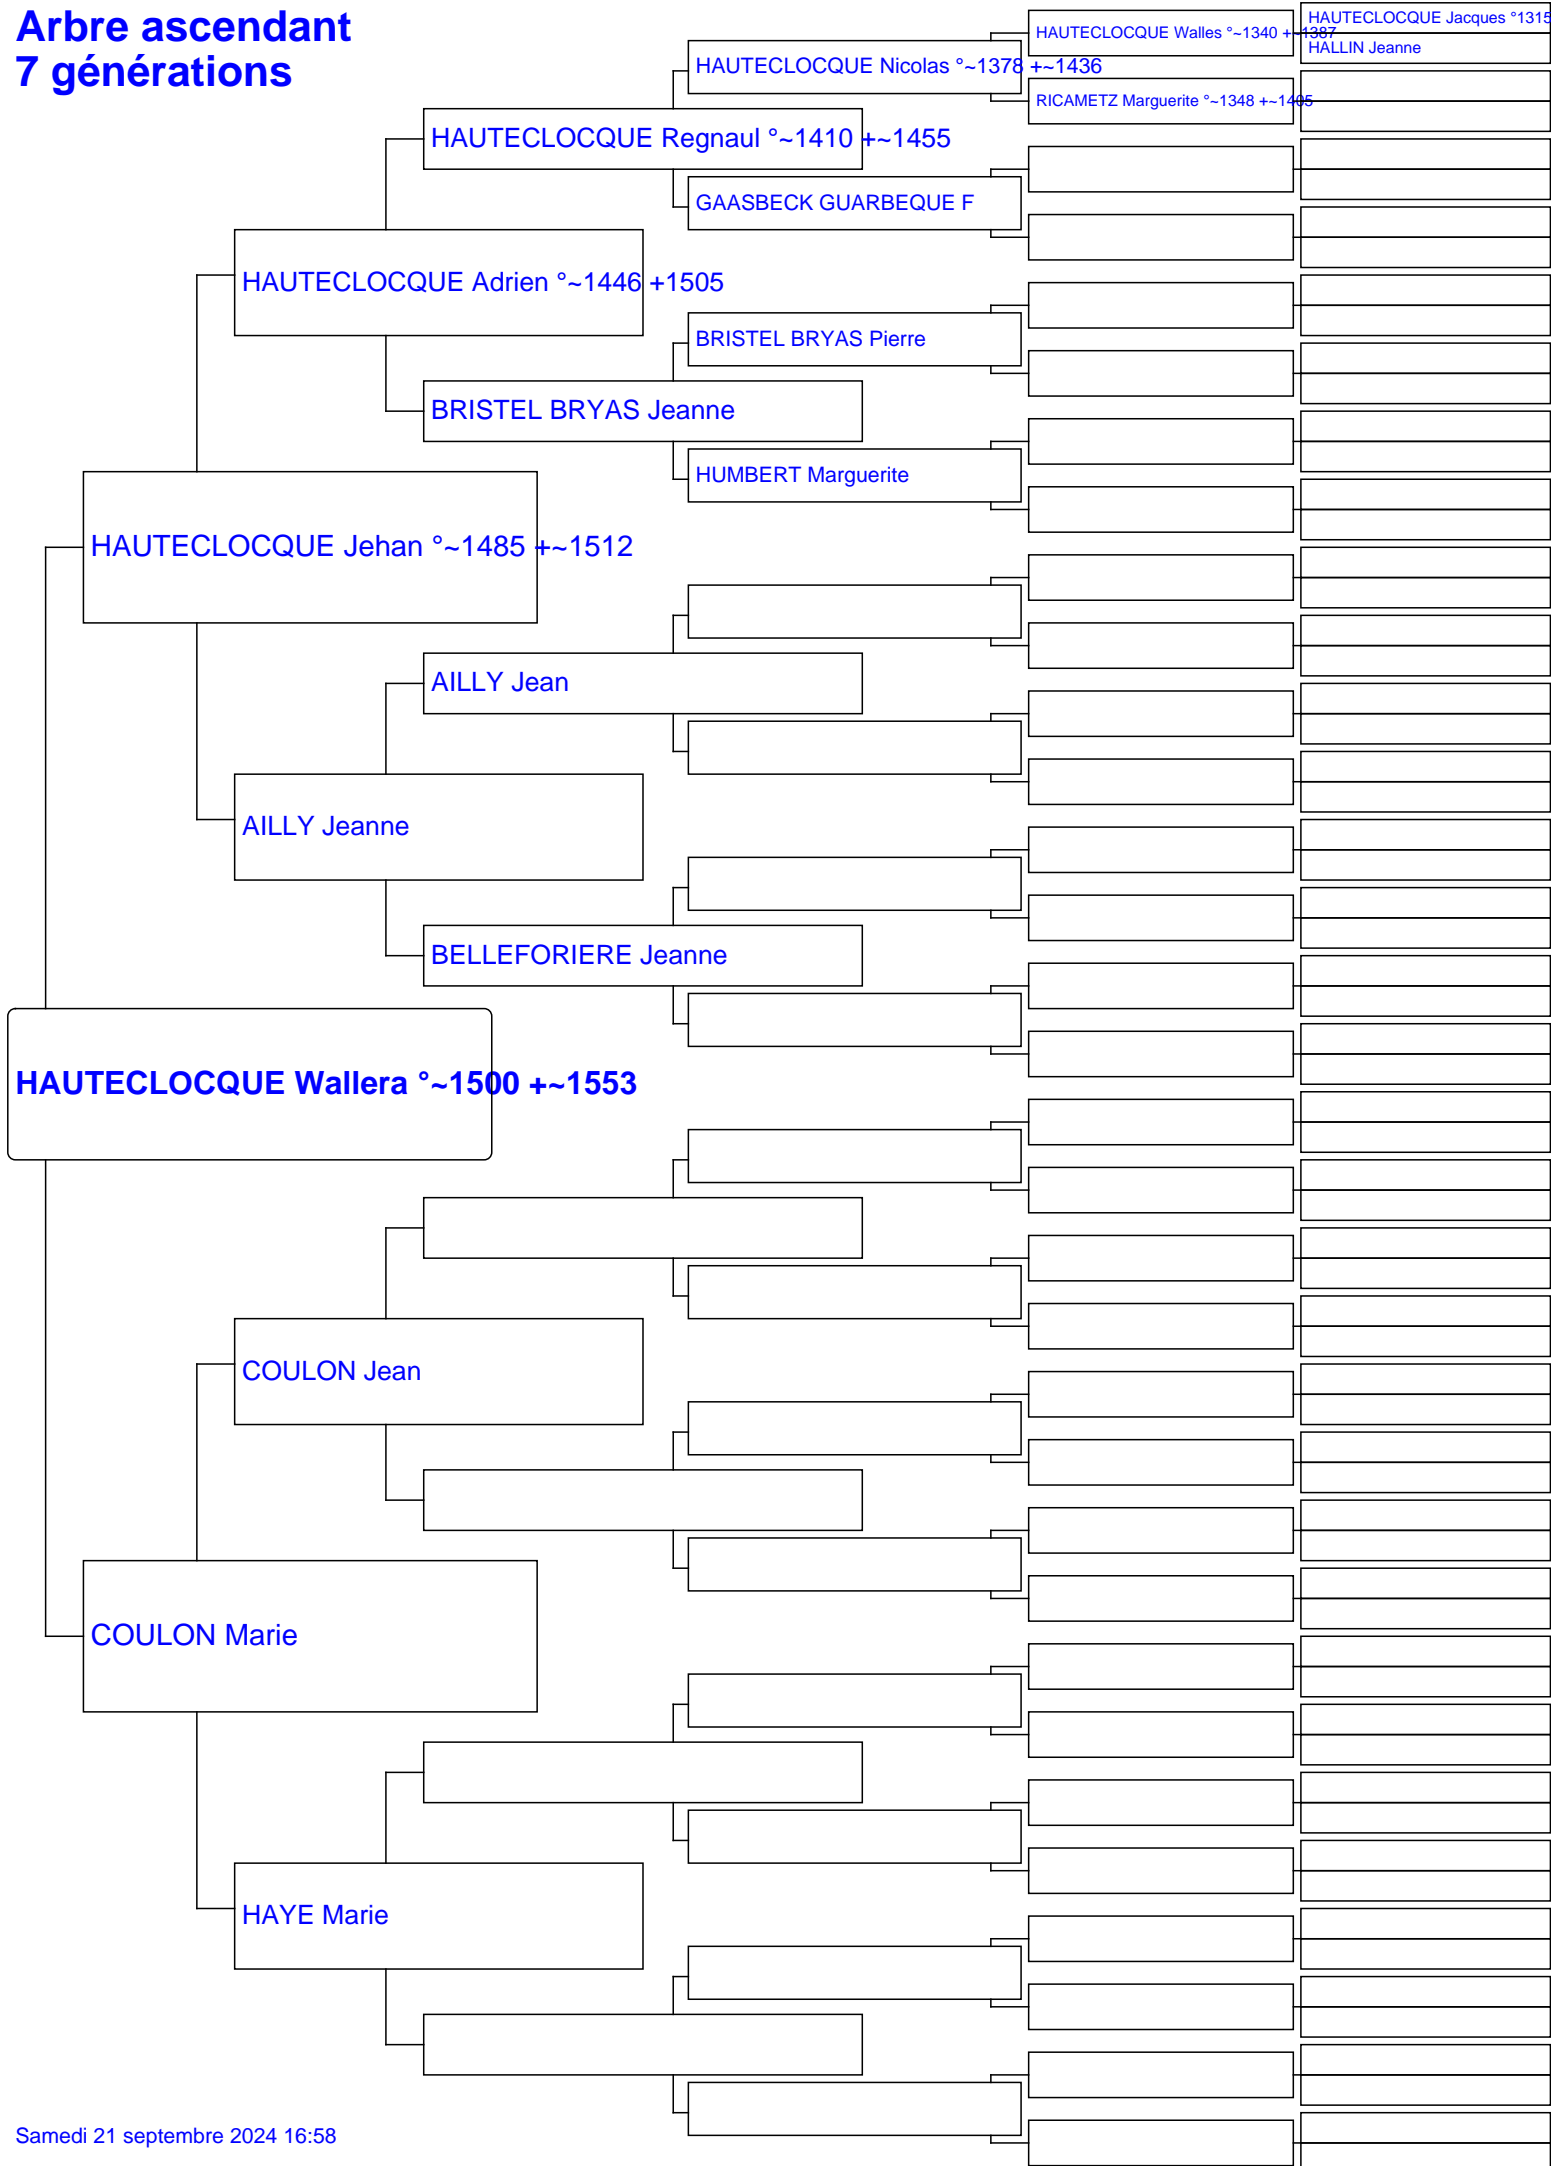 Arbre ascendant
7 générations
HAUTECLOCQUE Jacques °1315
HAUTECLOCQUE Walles °~1340 +~1387
HALLIN Jeanne
HAUTECLOCQUE Nicolas °~1378 +~1436
RICAMETZ Marguerite °~1348 +~1405
HAUTECLOCQUE Regnaul °~1410 +~1455
GAASBECK GUARBEQUE F
HAUTECLOCQUE Adrien °~1446 +1505
BRISTEL BRYAS Pierre
BRISTEL BRYAS Jeanne
HUMBERT Marguerite
HAUTECLOCQUE Jehan °~1485 +~1512
AILLY Jean
AILLY Jeanne
BELLEFORIERE Jeanne
HAUTECLOCQUE Wallera °~1500 +~1553
COULON Jean
COULON Marie
HAYE Marie
Samedi 21 septembre 2024 16:58